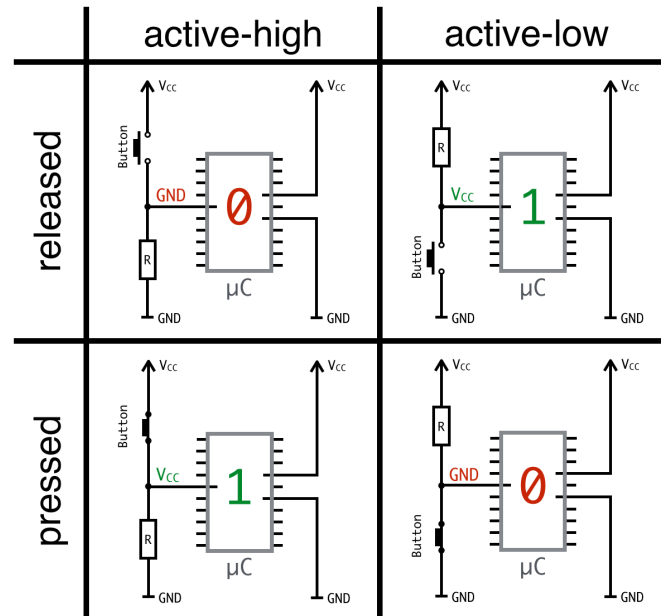 active-high
active-low
released
Vcc
Vcc
Button
GND
0
R
µC
GND
GND
Vcc
Vcc
R
Vcc
1
Button
µC
GND
GND
pressed
Vcc
Vcc
Button
Vcc
1
R
µC
GND
GND
Vcc
Vcc
R
GND
0
Button
µC
GND
GND